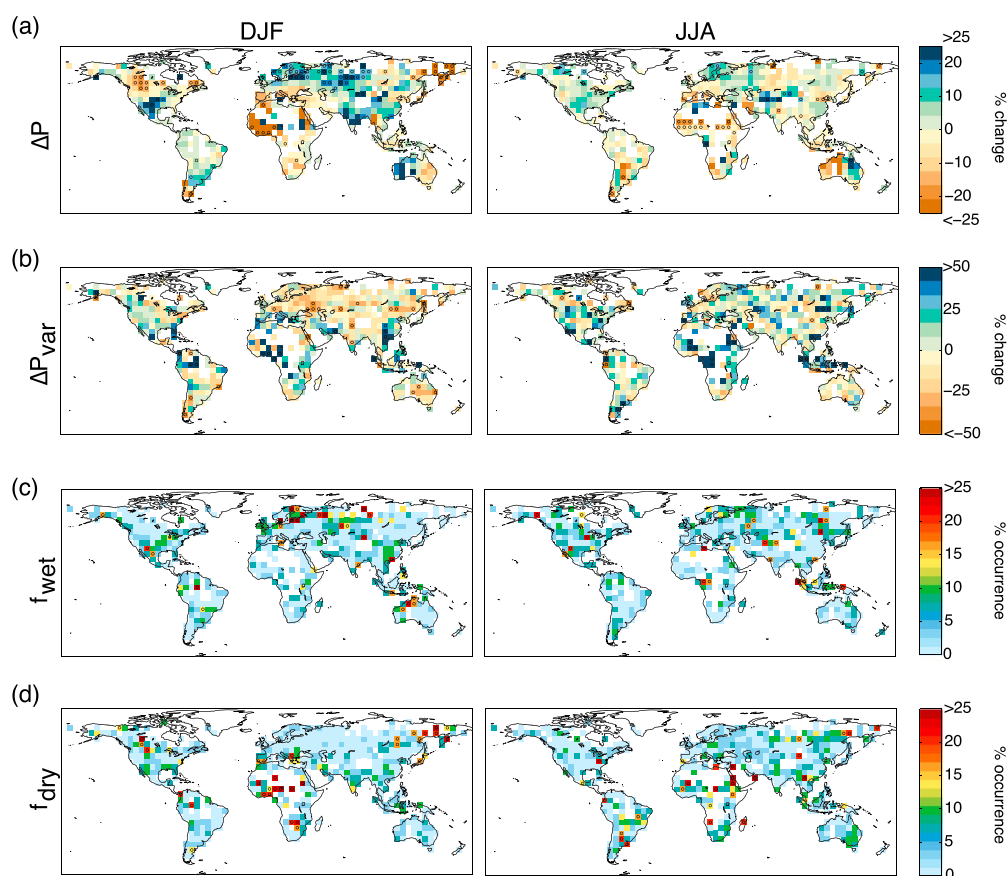 (a)
DJF
JJA
ΔP
>25
20
10
0
−10
−20
<−25
% change
(b)
ΔPvar
>50
25
0
−25
<−50
% change
(c)
fwet
>25
20
15
10
5
0
% occurrence
(d)
fdry
>25
20
15
10
5
0
% occurrence